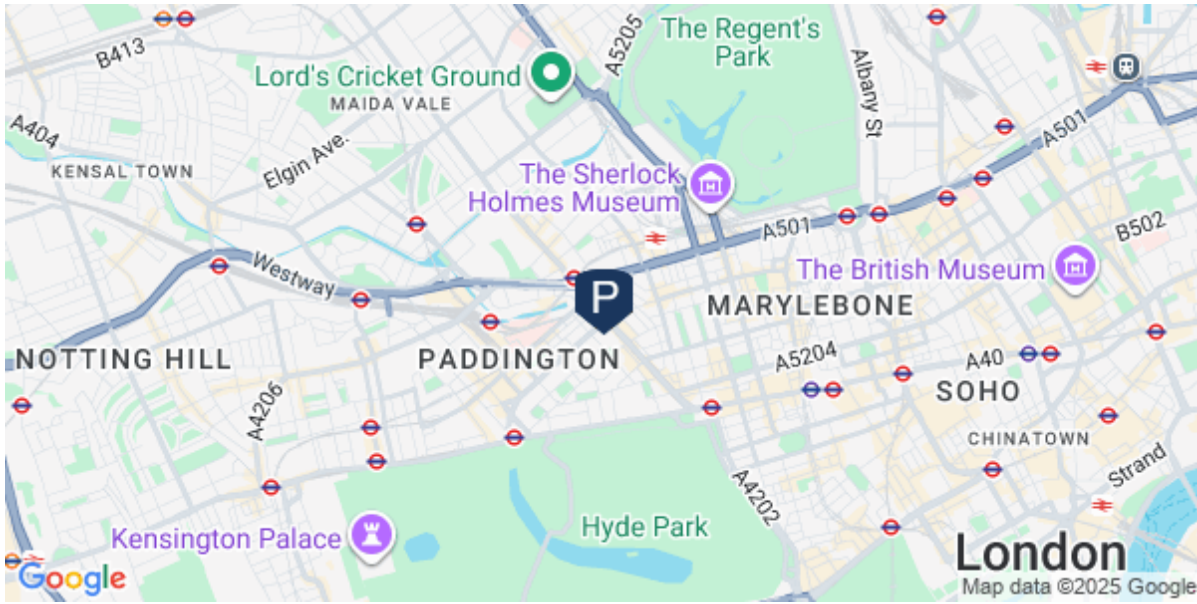 B413
A5205
The Regent's
Park
Lord's Cricket Ground
MAIDA VALE
Albany St
A501
A404
Elgin Ave.
KENSAL TOWN
The Sherlock
Holmes Museum
A501
B502
Westway
The British Museum
P
MARYLEBONE
NOTTING HILL
PADDINGTON
A5204
A40
SOHO
A4206
CHINATOWN
Strand
A4202
Hyde Park
Kensington Palace
London
Google
Map data ©2025 Google